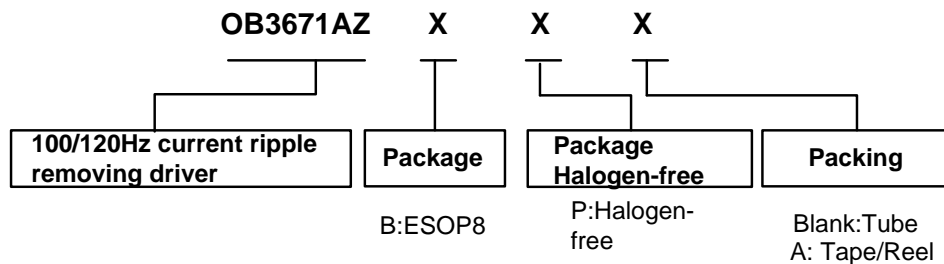 OB3671AZ X X X
100/120Hz current ripple
removing driver
Package
Package
Halogen-free
Packing
B:ESOP8
P:Halogen-
free
Blank:Tube
A: Tape/Reel